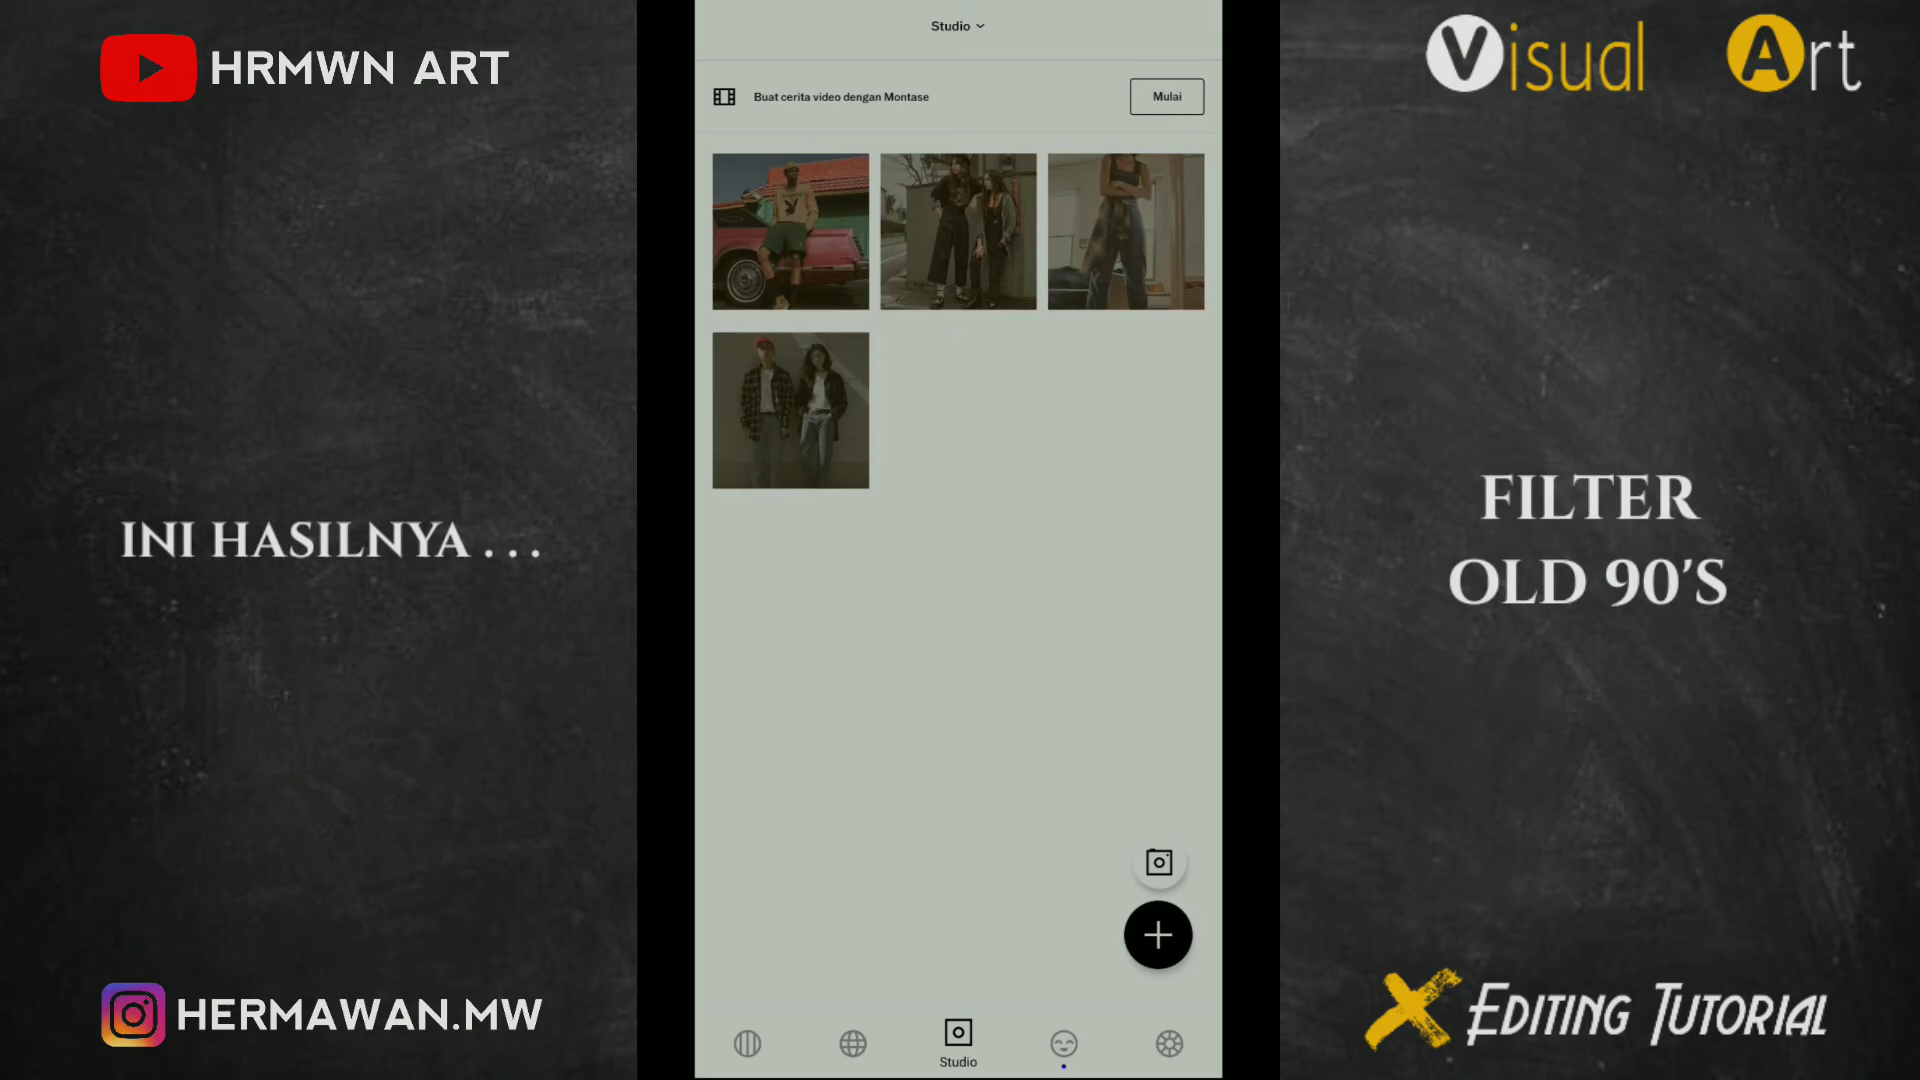 HRMWN ART
Studio
Visual Art
Buat cerita video dengan Montase
Mulai
INI HASILNYA . . .
FILTER
OLD 90'S
HERMAWAN.MW
Studio
EDITING TUTORIAL